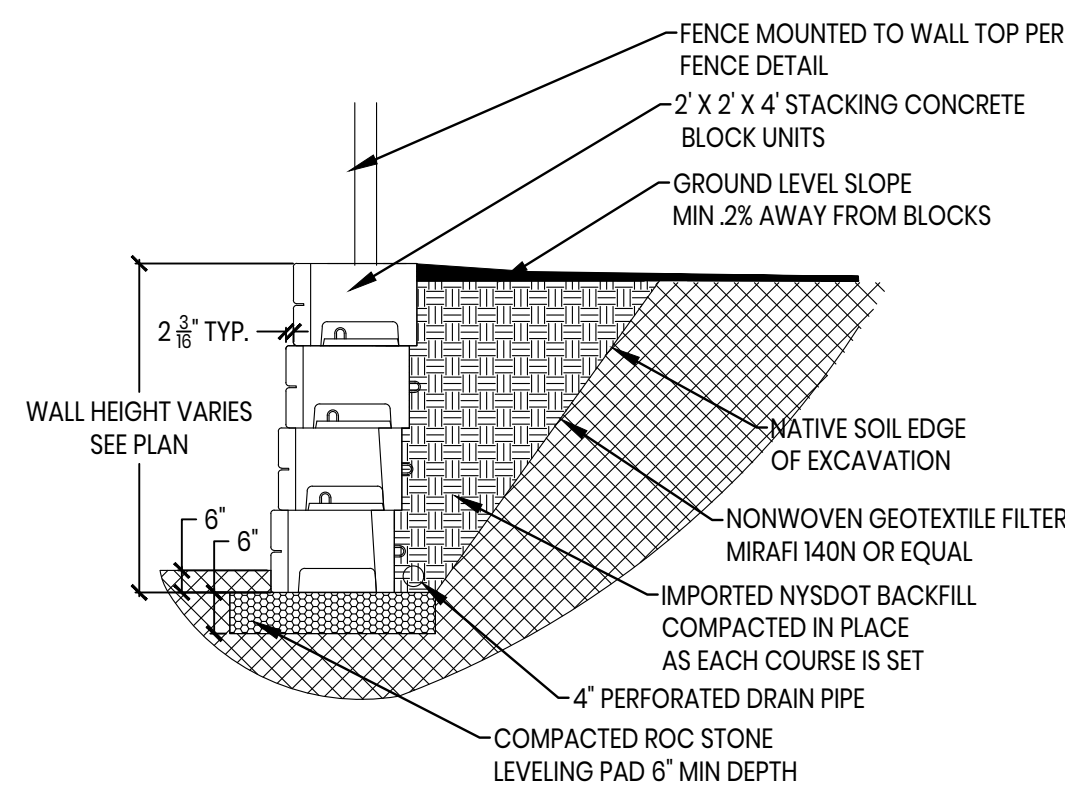 FENCE MOUNTED TO WALL TOP PER
FENCE DETAIL
2' X 2' X 4' STACKING CONCRETE
BLOCK UNITS
GROUND LEVEL SLOPE
MIN .2% AWAY FROM BLOCKS
2 3/16" TYP.
WALL HEIGHT VARIES
SEE PLAN
NATIVE SOIL EDGE
OF EXCAVATION
6"
6"
NONWOVEN GEOTEXTILE FILTER
MIRAFI 140N OR EQUAL
IMPORTED NYSDOT BACKFILL
COMPACTED IN PLACE
AS EACH COURSE IS SET
4" PERFORATED DRAIN PIPE
COMPACTED ROC STONE
LEVELING PAD 6" MIN DEPTH